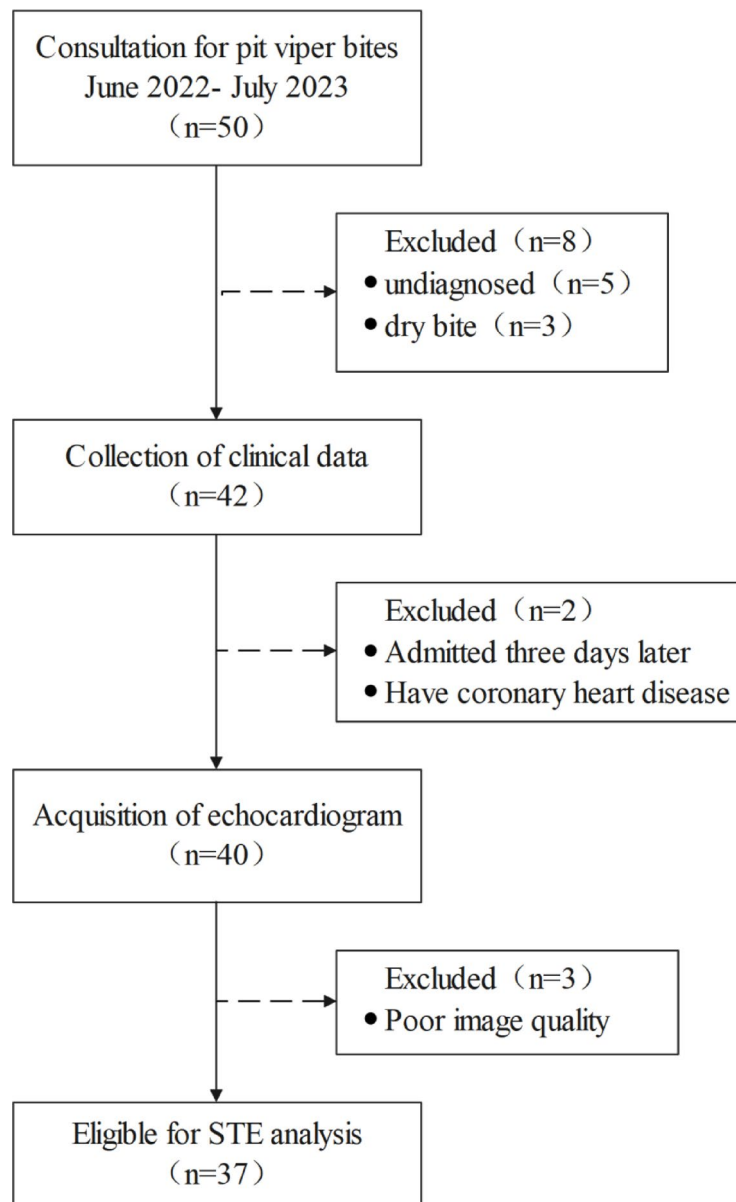 Consultation for pit viper bites
June 2022- July 2023
（n=50）
Excluded（n=8）
● undiagnosed（n=5）
● dry bite（n=3）
Collection of clinical data
（n=42）
Excluded（n=2）
● Admitted three days later
● Have coronary heart disease
Acquisition of echocardiogram
（n=40）
Excluded（n=3）
● Poor image quality
Eligible for STE analysis
（n=37）